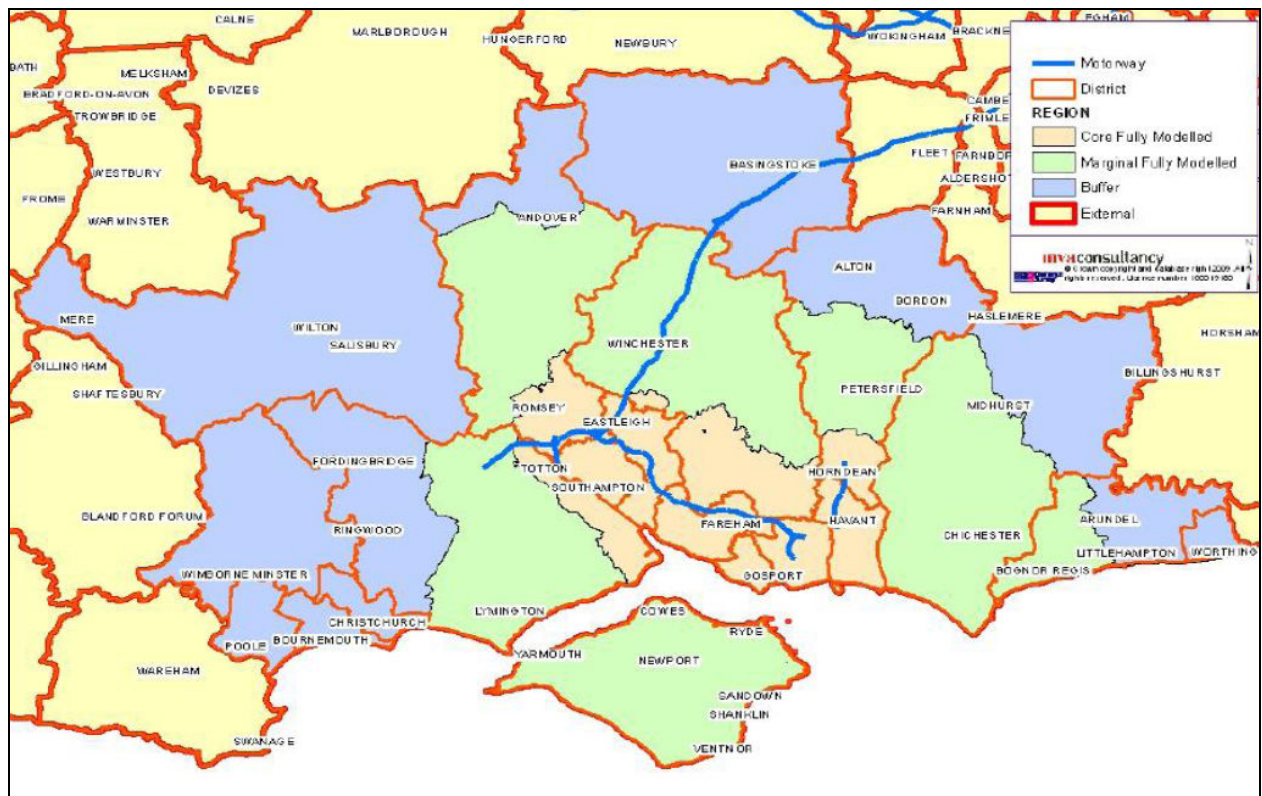 CALNE
MARLBOROUGH
HUNGERFORD
NEWBURY
WOKINGHAM
EGHAM
BRACKNE
BATH
MELKSHAM
DEVIZES
BRADFORD-ON-AVON
TROWBRIDGE
WESTBURY
FROME
WARMINSTER
Motorway
District
REGION
Core Fully Modelled
Marginal Fully Modelled
Buffer
External
mvaconsultancy
CAMBE
FRIMLE
FLEET
FARNBOR
ALDERSHOT
FARNHAM
BASINGSTOKE
ANDOVER
ALTON
BORDON
HASLEMERE
HORSHAM
MERE
WILTON
SALISBURY
WINCHESTER
GILLINGHAM
SHAFTESBURY
PETERSFIELD
BILLINGSHURST
MIDHURST
ROMSEY
EASTLEIGH
FORDINGBRIDGE
TOTTON
HORNDEAN
SOUTHAMPTON
BLANDFORD FORUM
RINGWOOD
FAREHAM
HAVANT
CHICHESTER
ARUNDEL
LITTLEHAMPTON
WORTHING
WIMBORNE MINSTER
GOSPORT
BOGNOR REGIS
LYMINGTON
COWES
CHRISTCHURCH
RYDE
BOURNEMOUTH
POOLE
YARMOUTH
NEWPORT
WAREHAM
SANDOWN
SHANKLIN
SWANAGE
VENTNOR